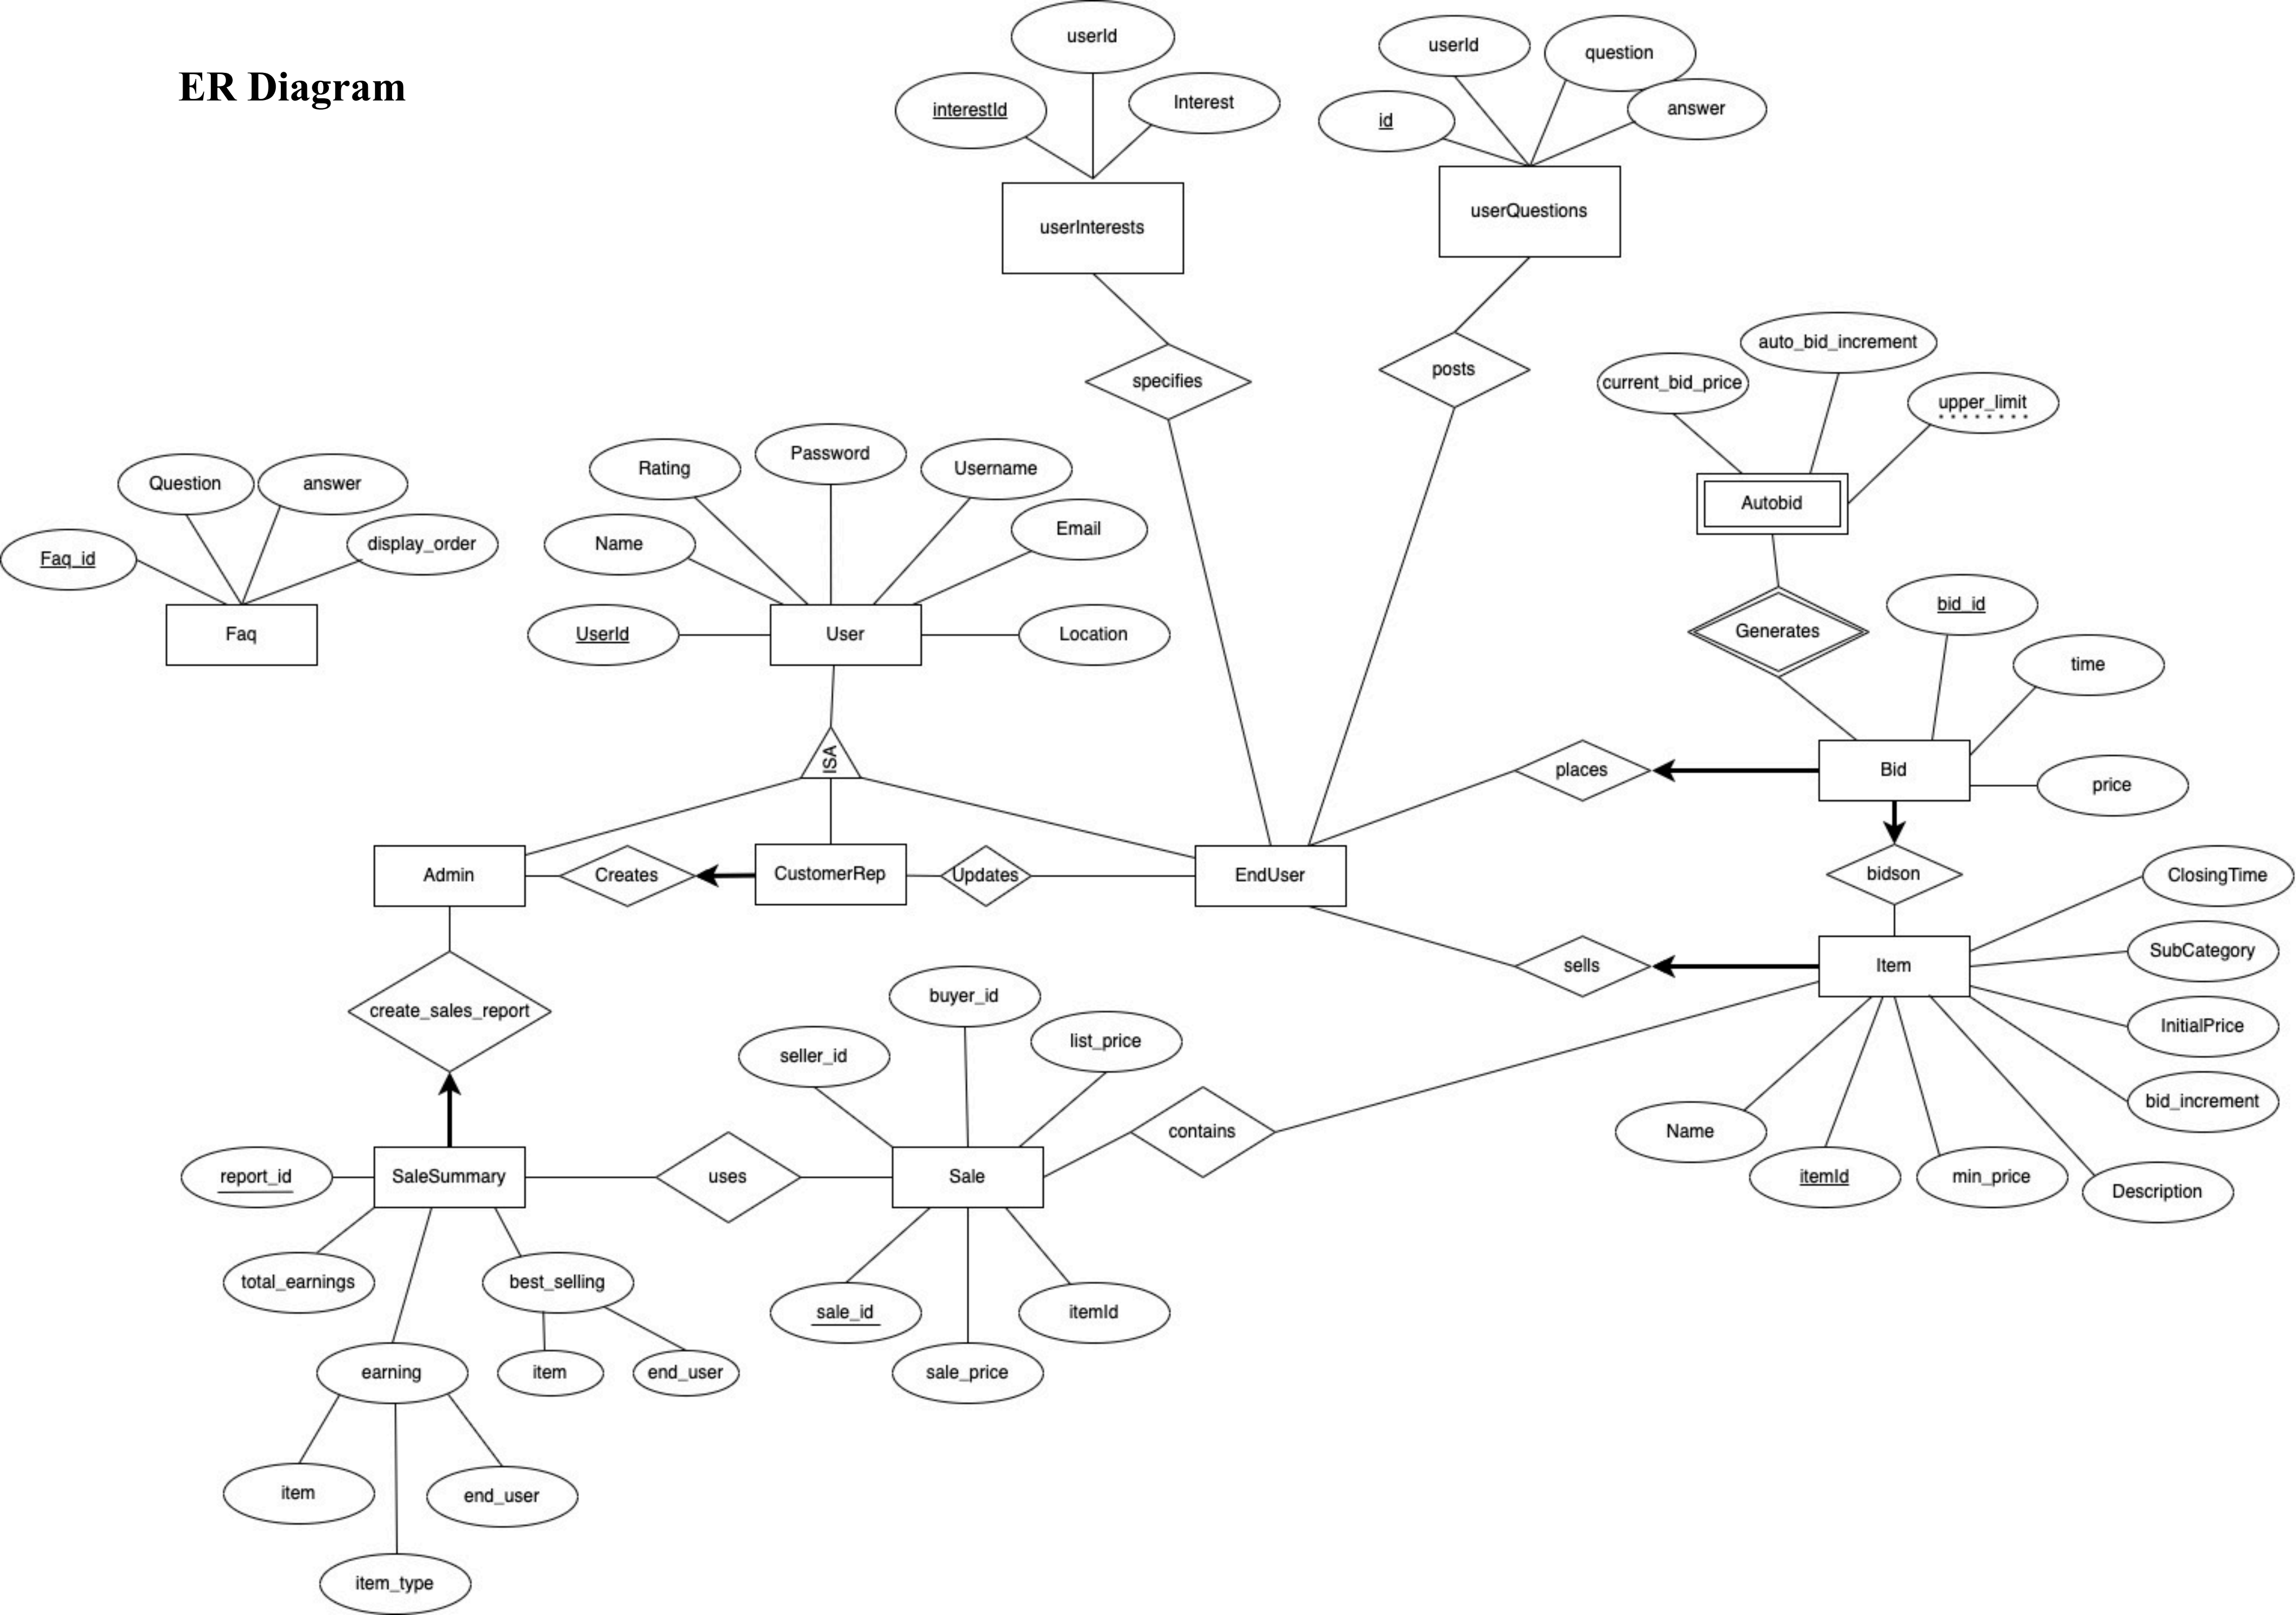 ER Diagram
userId
interestId
Interest
userInterests
userId
question
id
answer
userQuestions
specifies
posts
auto_bid_increment
current_bid_price
upper_limit
Autobid
Generates
bid_id
time
Bid
price
Question
answer
Faq_id
display_order
Faq
Rating
Password
Username
Name
Email
UserId
User
Location
ISA
places
Admin
Creates
CustomerRep
Updates
EndUser
bidson
ClosingTime
SubCategory
sells
Item
InitialPrice
bid_increment
Name
itemId
min_price
Description
create_sales_report
buyer_id
seller_id
list_price
contains
report_id
SaleSummary
uses
Sale
total_earnings
best_selling
sale_id
itemId
earning
item
end_user
sale_price
item
end_user
item_type